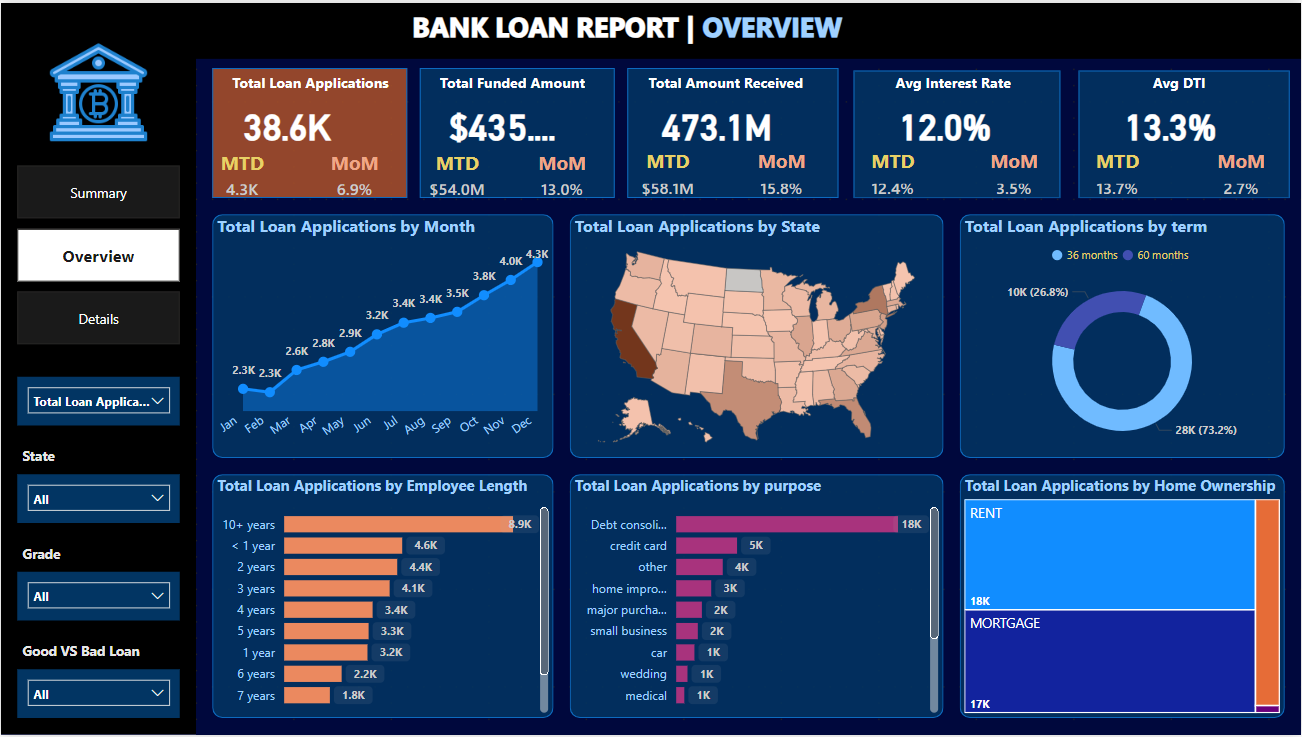 BANK LOAN REPORT | OVERVIEW
Summary
Overview
Details
Total Loan Applica...
State
All
Grade
All
Good VS Bad Loan
All
Total Loan Applications
38.6K
MTD MoM
4.3K 6.9%
Total Funded Amount
$435....
MTD MoM
$54.0M 13.0%
Total Amount Received
473.1M
MTD MoM
$58.1M 15.8%
Avg Interest Rate
12.0%
MTD MoM
12.4% 3.5%
Avg DTI
13.3%
MTD MoM
13.7% 2.7%
Total Loan Applications by Month
2.3K 2.3K 2.6K 2.8K 2.9K 3.2K 3.4K 3.4K 3.5K 3.8K 4.0K 4.3K
Jan Feb Mar Apr May Jun Jul Aug Sep Oct Nov Dec
Total Loan Applications by State
Total Loan Applications by term
36 months 60 months
10K (26.8%)
28K (73.2%)
Total Loan Applications by Employee Length
10+ years 8.9K
< 1 year 4.6K
2 years 4.4K
3 years 4.1K
4 years 3.4K
5 years 3.3K
1 year 3.2K
6 years 2.2K
7 years 1.8K
Total Loan Applications by purpose
Debt consoli... 18K
credit card 5K
other 4K
home impro... 3K
major purcha... 2K
small business 2K
car 1K
wedding 1K
medical 1K
Total Loan Applications by Home Ownership
RENT
18K
MORTGAGE
17K